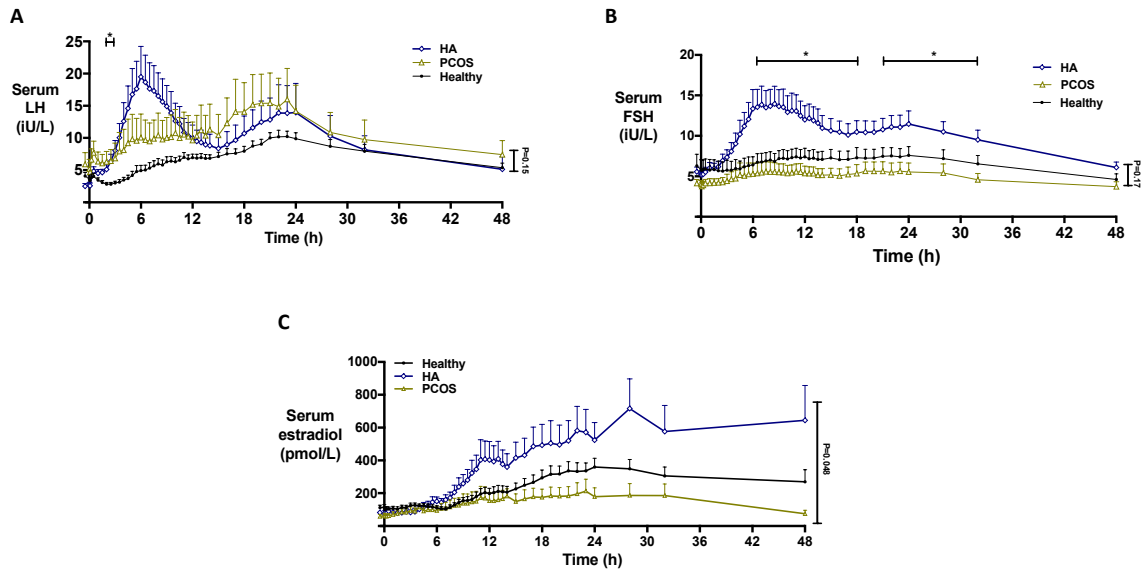 A
*
25
20
15
10
5
Serum
LH
(iU/L)
HA
PCOS
Healthy
P=0.15
0 6 12 18 24 30 36 42 48
Time (h)
B
* *
20
15
10
5
Serum
FSH
(iU/L)
HA
PCOS
Healthy
P=0.17
0 6 12 18 24 30 36 42 48
Time (h)
C
Healthy
HA
PCOS
1000
800
600
400
200
Serum
estradiol
(pmol/L)
P=0.048
0 6 12 18 24 30 36 42 48
Time (h)